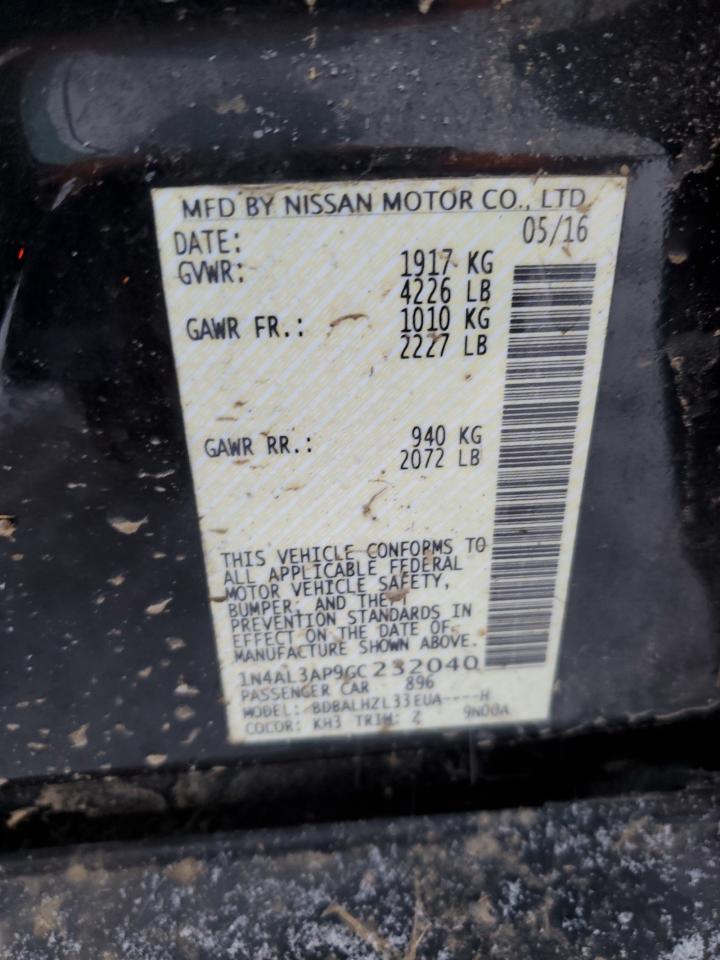 MFD BY NISSAN MOTOR CO., LTD
DATE: 05/16
GVWR: 1917 KG
4226 LB
GAWR FR.: 1010 KG
2227 LB
GAWR RR.: 940 KG
2072 LB
THIS VEHICLE CONFORMS TO
ALL APPLICABLE FEDERAL
MOTOR VEHICLE SAFETY,
BUMPER, AND THEFT
PREVENTION STANDARDS IN
EFFECT ON THE DATE OF
MANUFACTURE SHOWN ABOVE.
1N4AL3AP9GC232040
PASSENGER CAR 896
MODEL: BDBALHZL33EUA----H
COLOR: KH3 TRIM: Z 9N00A